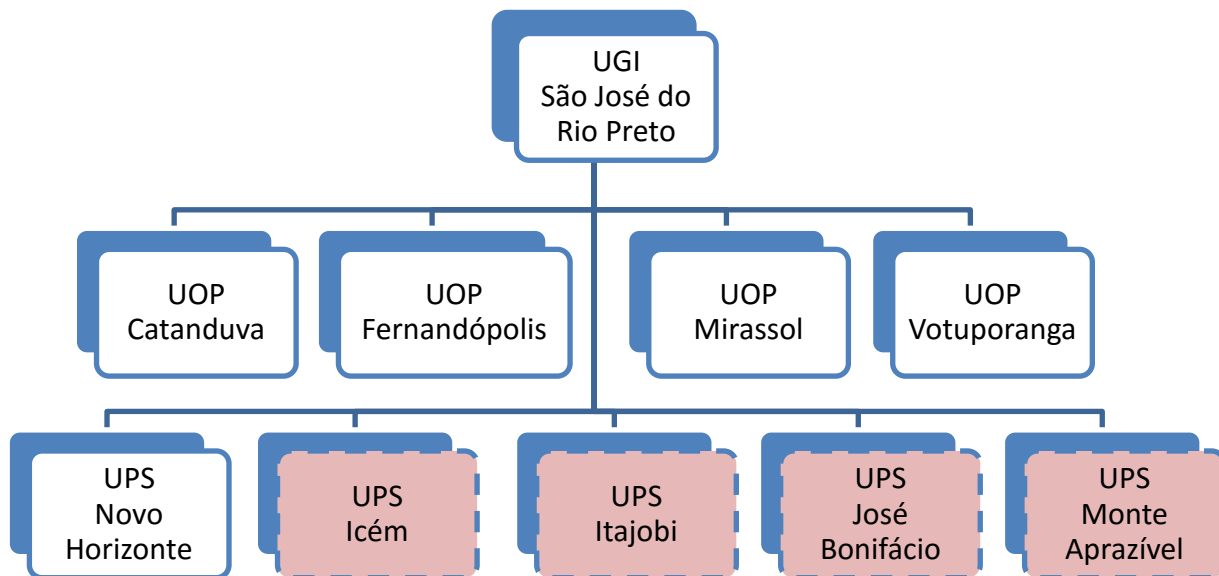 UGI
São José do
Rio Preto
UOP
Catanduva
UOP
Fernandópolis
UOP
Mirassol
UOP
Votuporanga
UPS
Novo
Horizonte
UPS
Icém
UPS
Itajobi
UPS
José
Bonifácio
UPS
Monte
Aprazível